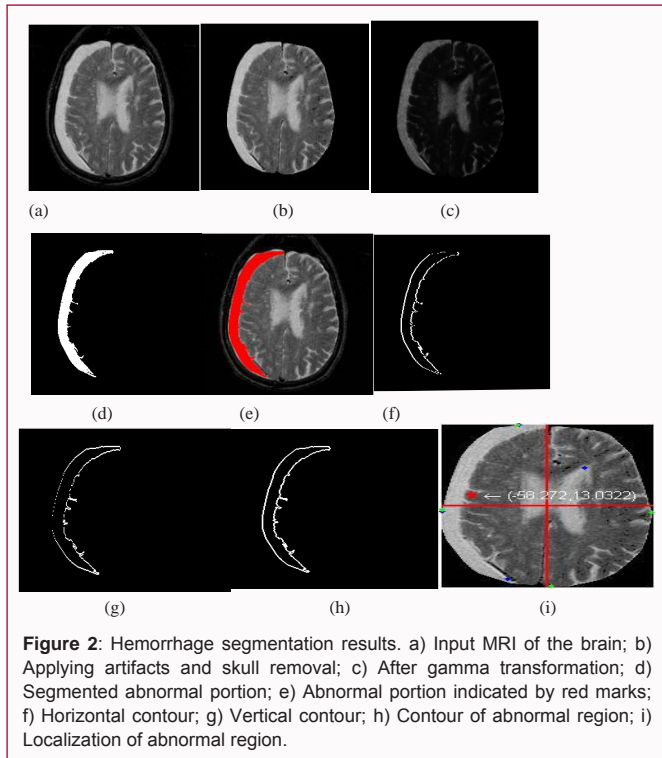 (a) (b) (c)
(d) (e) (f)
← (-58.272,13.0322)
(g) (h) (i)
Figure 2: Hemorrhage segmentation results. a) Input MRI of the brain; b)
Applying artifacts and skull removal; c) After gamma transformation; d)
Segmented abnormal portion; e) Abnormal portion indicated by red marks;
f) Horizontal contour; g) Vertical contour; h) Contour of abnormal region; i)
Localization of abnormal region.